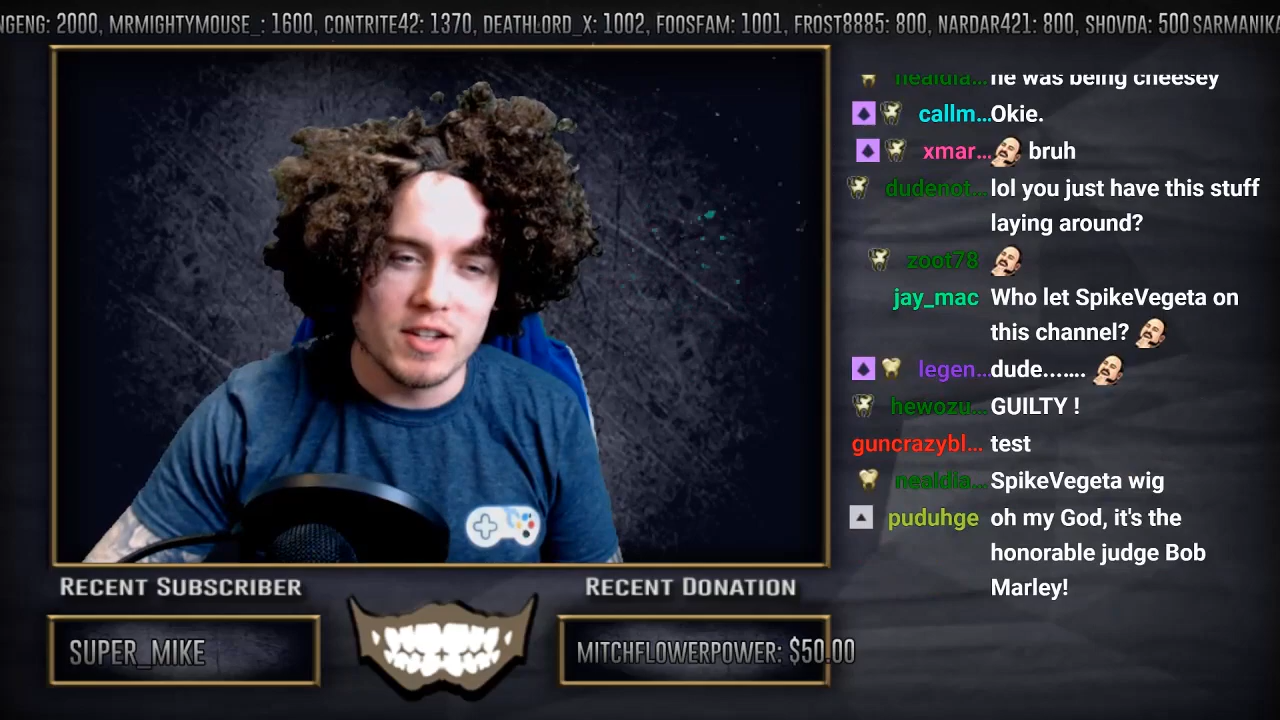 NGENG: 2000, MRMIGHTYMOUSE_: 1600, CONTRITE42: 1370, DEATHLORD_X: 1002, FOOSFAM: 1001, FROST8885: 800, NARDAR421: 800, SHOVDA: 500 SARMANIKA
nealdia... he was being cheesey
callm... Okie.
xmar... bruh
dudenot... lol you just have this stuff
laying around?
zoot78
jay_mac Who let SpikeVegeta on
this channel?
legen... dude.......
hewozu... GUILTY !
guncrazybl... test
nealdia... SpikeVegeta wig
puduhge oh my God, it's the
honorable judge Bob
Marley!
RECENT SUBSCRIBER
RECENT DONATION
SUPER_MIKE
MITCHFLOWERPOWER: $50.00